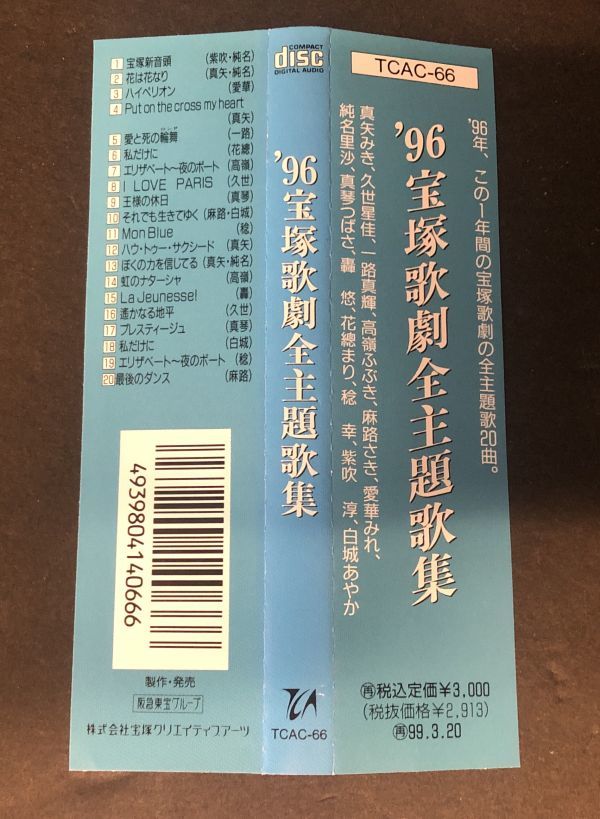 TCAC-66
'96年、この1年間の宝塚歌劇の全主題歌20曲。
'96宝塚歌劇全主題歌集
真矢みき、久世星佳、一路真輝、高嶺ふぶき、麻路さき、愛華みれ、
純名里沙、真琴つばさ、轟　悠、花總まり、稔　幸、紫吹　淳、白城あやか
再税込定価¥3,000
(税抜価格¥2,913)
再99.3.20
COMPACT
disc
DIGITAL AUDIO
'96宝塚歌劇全主題歌集
TCAC-66
1 宝塚新音頭 (紫吹・純名)
2 花は花なり (真矢・純名)
3 ハイペリオン (愛華)
4 Put on the cross my heart
(真矢)
5 愛と死の輪舞 (一路)
6 私だけに (花總)
7 エリザベート〜夜のボート (高嶺)
8 I LOVE PARIS (久世)
9 王様の休日 (真琴)
10 それでも生きてゆく (麻路・白城)
11 Mon Blue (稔)
12 ハウ・トゥー・サクシード (真矢)
13 ぼくの力を信じてる (真矢・純名)
14 虹のナターシャ (高嶺)
15 La Jeunesse! (轟)
16 遙かなる地平 (久世)
17 プレスティージュ (真琴)
18 私だけに (白城)
19 エリザベート〜夜のボート (稔)
20 最後のダンス (麻路)
4939804140666
製作・発売
阪急東宝グループ
株式会社宝塚クリエイティブアーツ